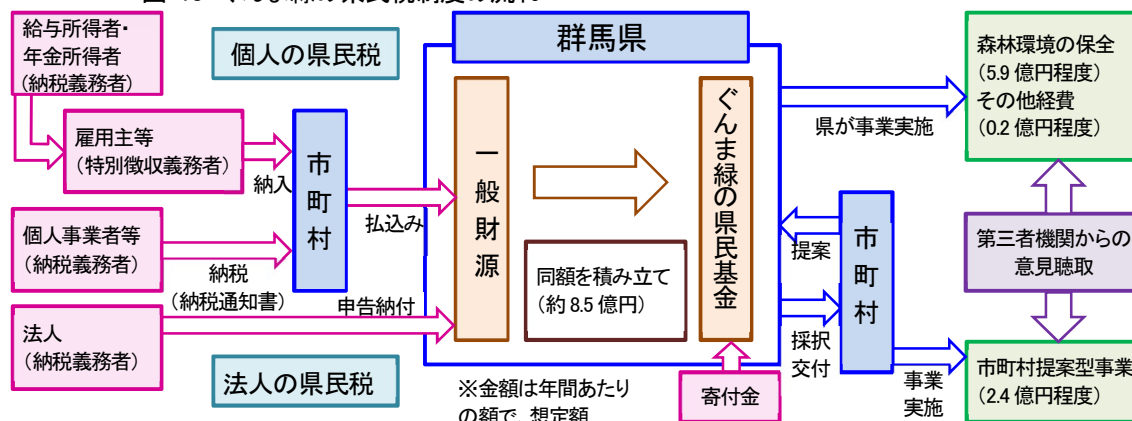 給与所得者・
年金所得者
(納税義務者)
個人の県民税
群馬県
森林環境の保全
(5.9 億円程度)
その他経費
(0.2 億円程度)
雇用主等
(特別徴収義務者)
納入
市町村
払込み
一般財源
ぐんま緑の県民基金
県が事業実施
個人事業者等
(納税義務者)
納税
(納税通知書)
申告納付
同額を積み立て
(約 8.5 億円)
提案
市町村
第三者機関からの
意見聴取
法人
(納税義務者)
法人の県民税
採択
交付
※金額は年間あたり
の額で、想定額
寄付金
事業
実施
市町村提案型事業
(2.4 億円程度)